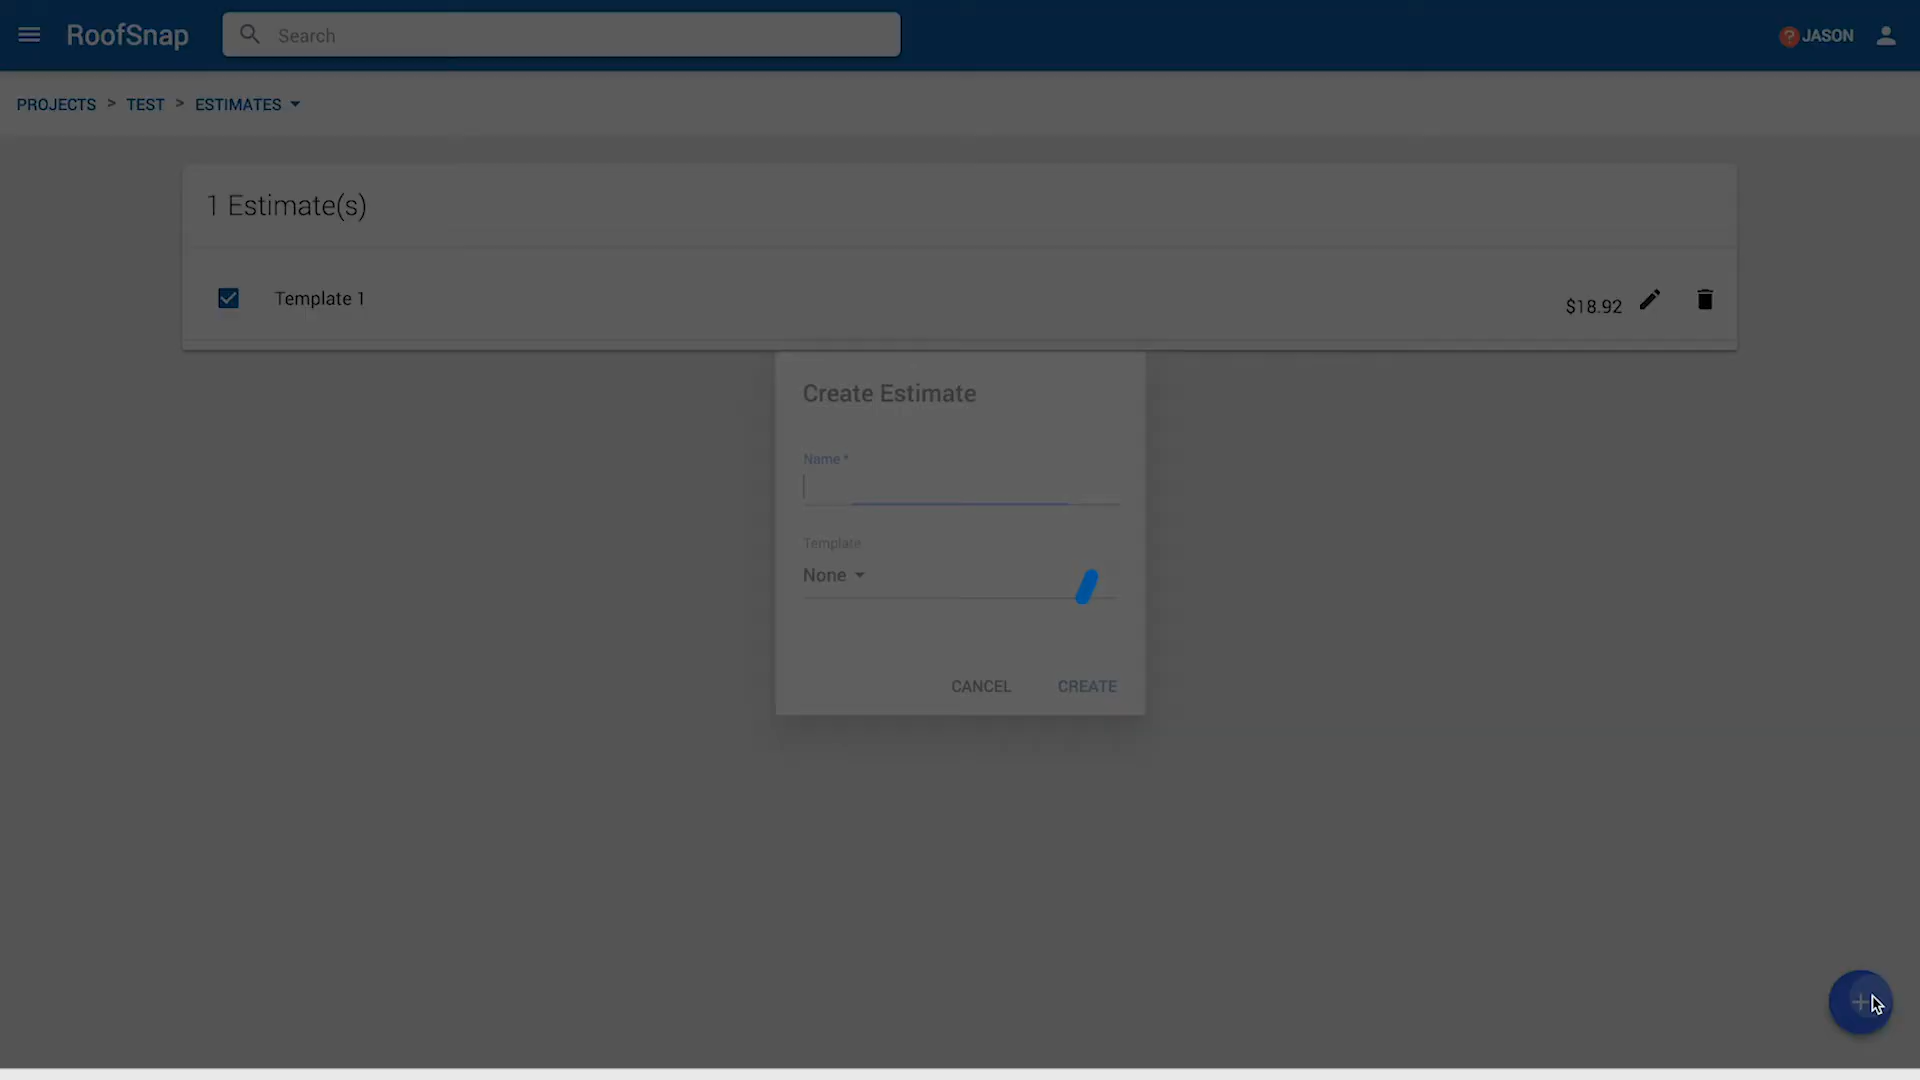 RoofSnap
Search
? JASON
PROJECTS > TEST > ESTIMATES
1 Estimate(s)
Template 1
$18.92
Create Estimate
Name *
Template
None
CANCEL CREATE